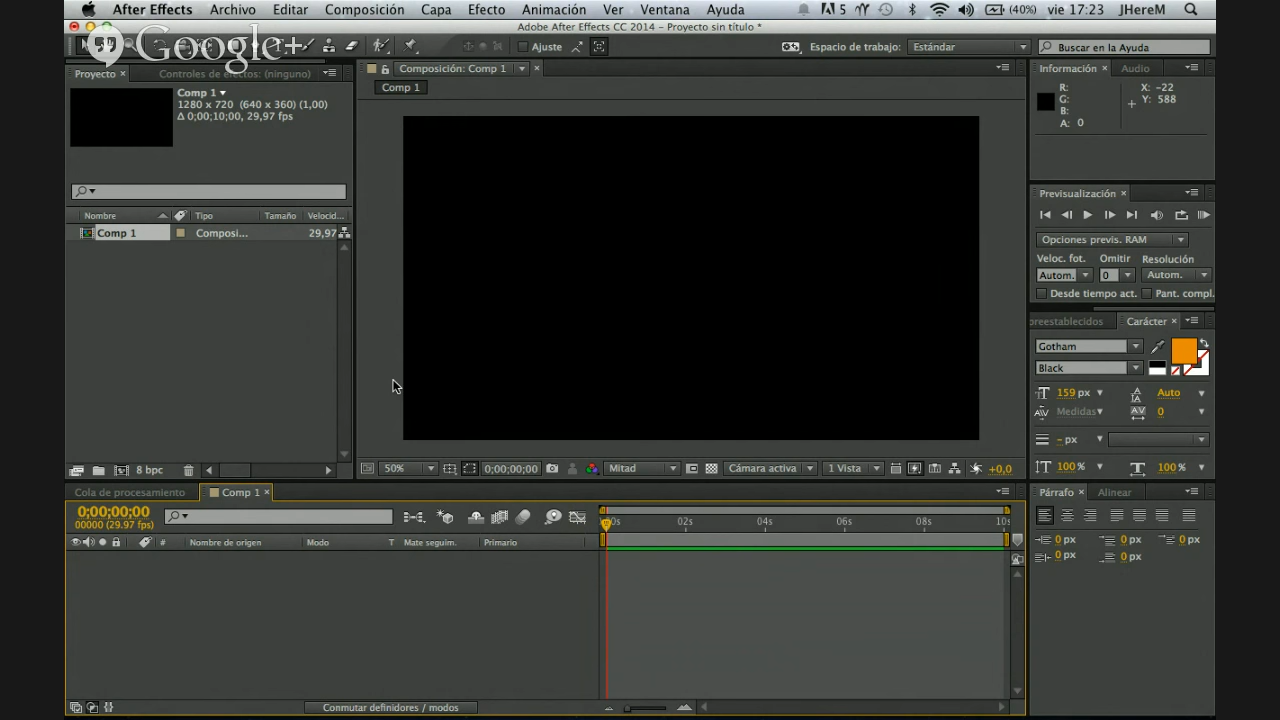 After Effects Archivo Editar Composición Capa Efecto Animación Ver Ventana Ayuda 5 (40%) vie 17:23 JHereM
Adobe After Effects CC 2014 – Proyecto sin título *
Google+
Ajuste Espacio de trabajo: Estándar Buscar en la Ayuda
Proyecto × Controles de efectos: (ninguno) Composición: Comp 1 × Información × Audio
Comp 1
Comp 1
1280 x 720 (640 x 360) (1,00)
Δ 0;00;10;00, 29,97 fps
R: X: -22
G: Y: 588
B:
A: 0
Previsualización ×
Nombre Tipo Tamaño Velocid...
Comp 1 Composi... 29,97
Opciones previs. RAM
Veloc. fot. Omitir Resolución
Autom. 0 Autom.
Desde tiempo act. Pant. compl.
reestablecidos Carácter ×
Gotham
Black
159 px Auto
Medidas 0
- px
100 % 100 %
8 bpc 50% 0;00;00;00 Mitad Cámara activa 1 Vista +0,0
Cola de procesamiento Comp 1 × Párrafo × Alinear
0;00;00;00
00000 (29.97 fps)
00s 02s 04s 06s 08s 10s
# Nombre de origen Modo T Mate seguim. Primario
0 px 0 px 0 px
0 px 0 px
Conmutar definidores / modos